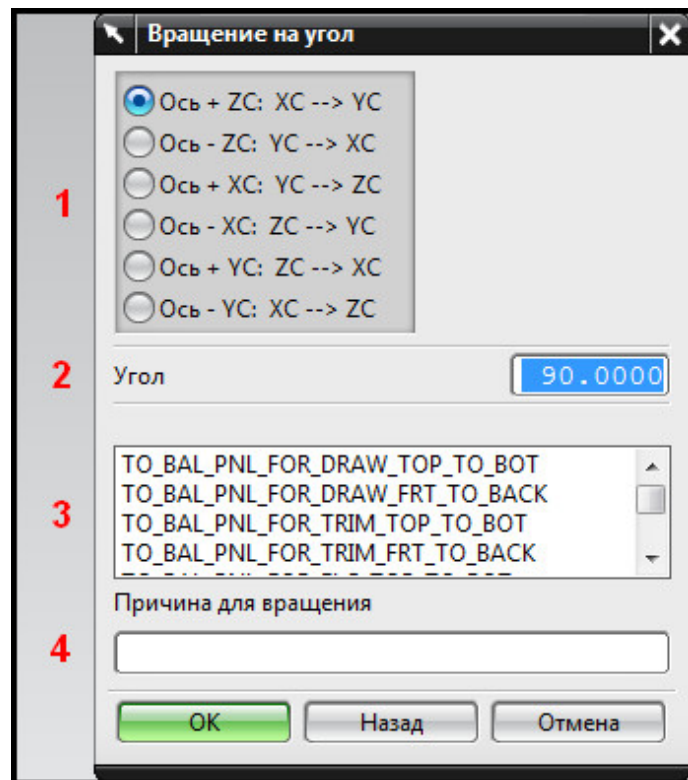 Вращение на угол
Ось + ZC: XC --> YC
Ось - ZC: YC --> XC
Ось + XC: YC --> ZC
1
Ось - XC: ZC --> YC
Ось + YC: ZC --> XC
Ось - YC: XC --> ZC
2 Угол 90.0000
TO_BAL_PNL_FOR_DRAW_TOP_TO_BOT
TO_BAL_PNL_FOR_DRAW_FRT_TO_BACK
3 TO_BAL_PNL_FOR_TRIM_TOP_TO_BOT
TO_BAL_PNL_FOR_TRIM_FRT_TO_BACK
Причина для вращения
4
OK Назад Отмена